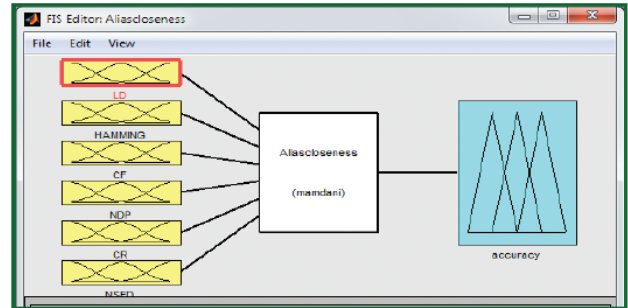 FIS Editor: Aliascloseness
File Edit View
LD
HAMMING
CF
NDP
CR
NSED
Aliascloseness
(mamdani)
accuracy